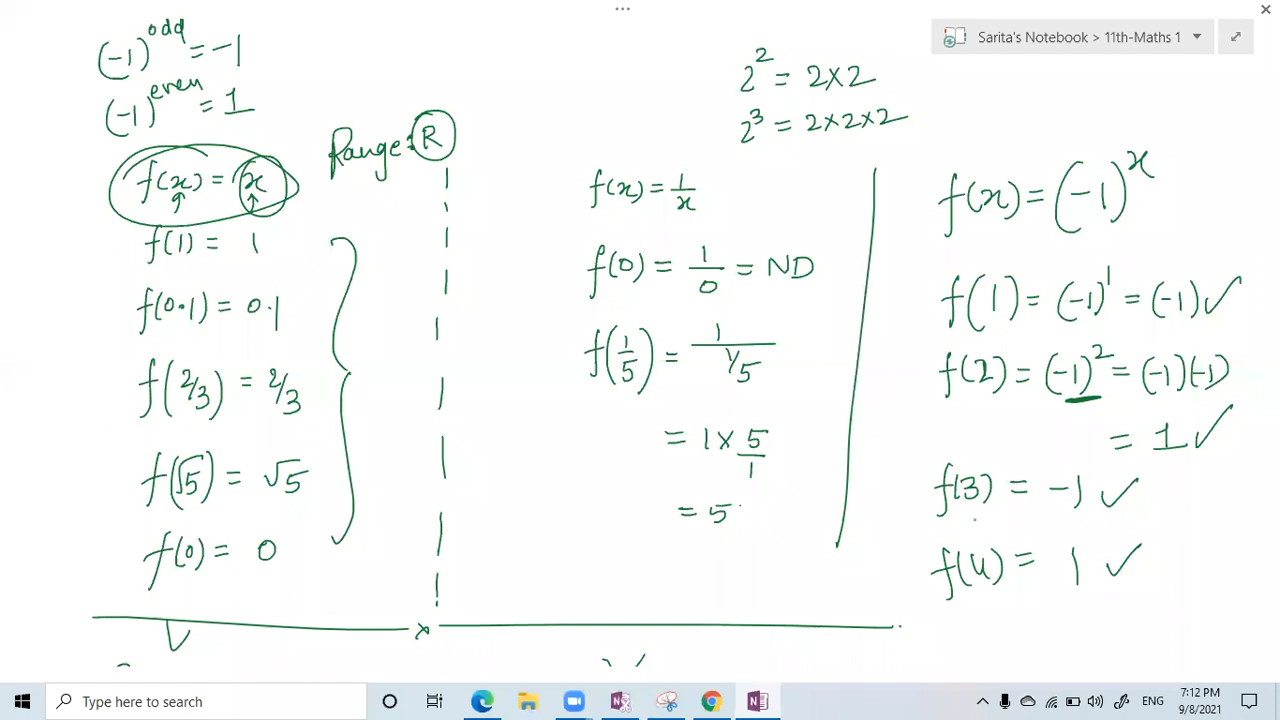 ...
Sarita's Notebook > 11th-Maths 1
(-1)^odd = -1
(-1)^even = 1
f(x) = x
Range: R
f(1) = 1
f(0.1) = 0.1
f(2/3) = 2/3
f(√5) = √5
f(0) = 0
2^2 = 2×2
2^3 = 2×2×2
f(x) = 1/x
f(0) = 1/0 = ND
f(1/5) = 1/(1/5)
= 1 × 5/1
= 5
f(x) = (-1)^x
f(1) = (-1)^1 = (-1) ✓
f(2) = (-1)^2 = (-1)(-1)
= 1 ✓
f(3) = -1 ✓
f(4) = 1 ✓
Type here to search
ENG
7:12 PM
9/8/2021